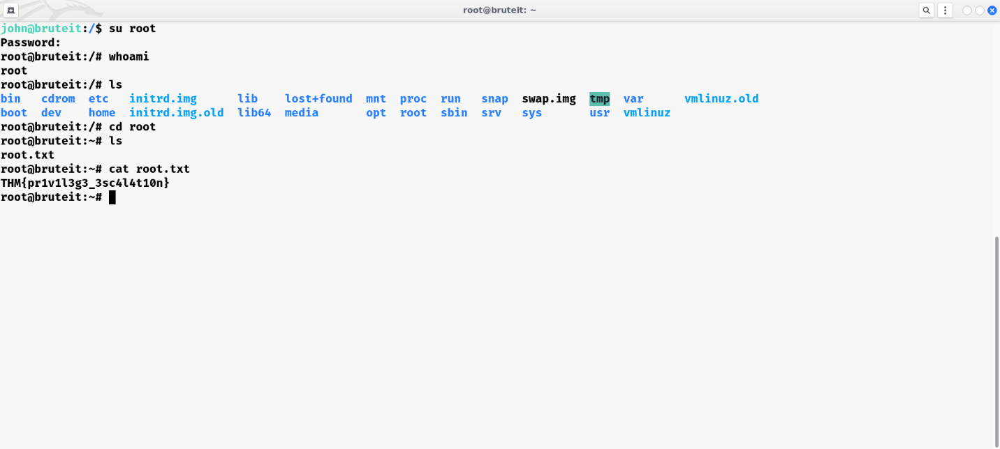 root@bruteit: ~
john@bruteit:/$ su root
Password:
root@bruteit:/# whoami
root
root@bruteit:/# ls
bin   cdrom  etc   initrd.img      lib    lost+found  mnt  proc  run   snap  swap.img  tmp  var      vmlinuz.old
boot  dev    home  initrd.img.old  lib64  media       opt  root  sbin  srv   sys       usr  vmlinuz
root@bruteit:/# cd root
root@bruteit:~# ls
root.txt
root@bruteit:~# cat root.txt
THM{pr1v1l3g3_3sc4l4t10n}
root@bruteit:~#